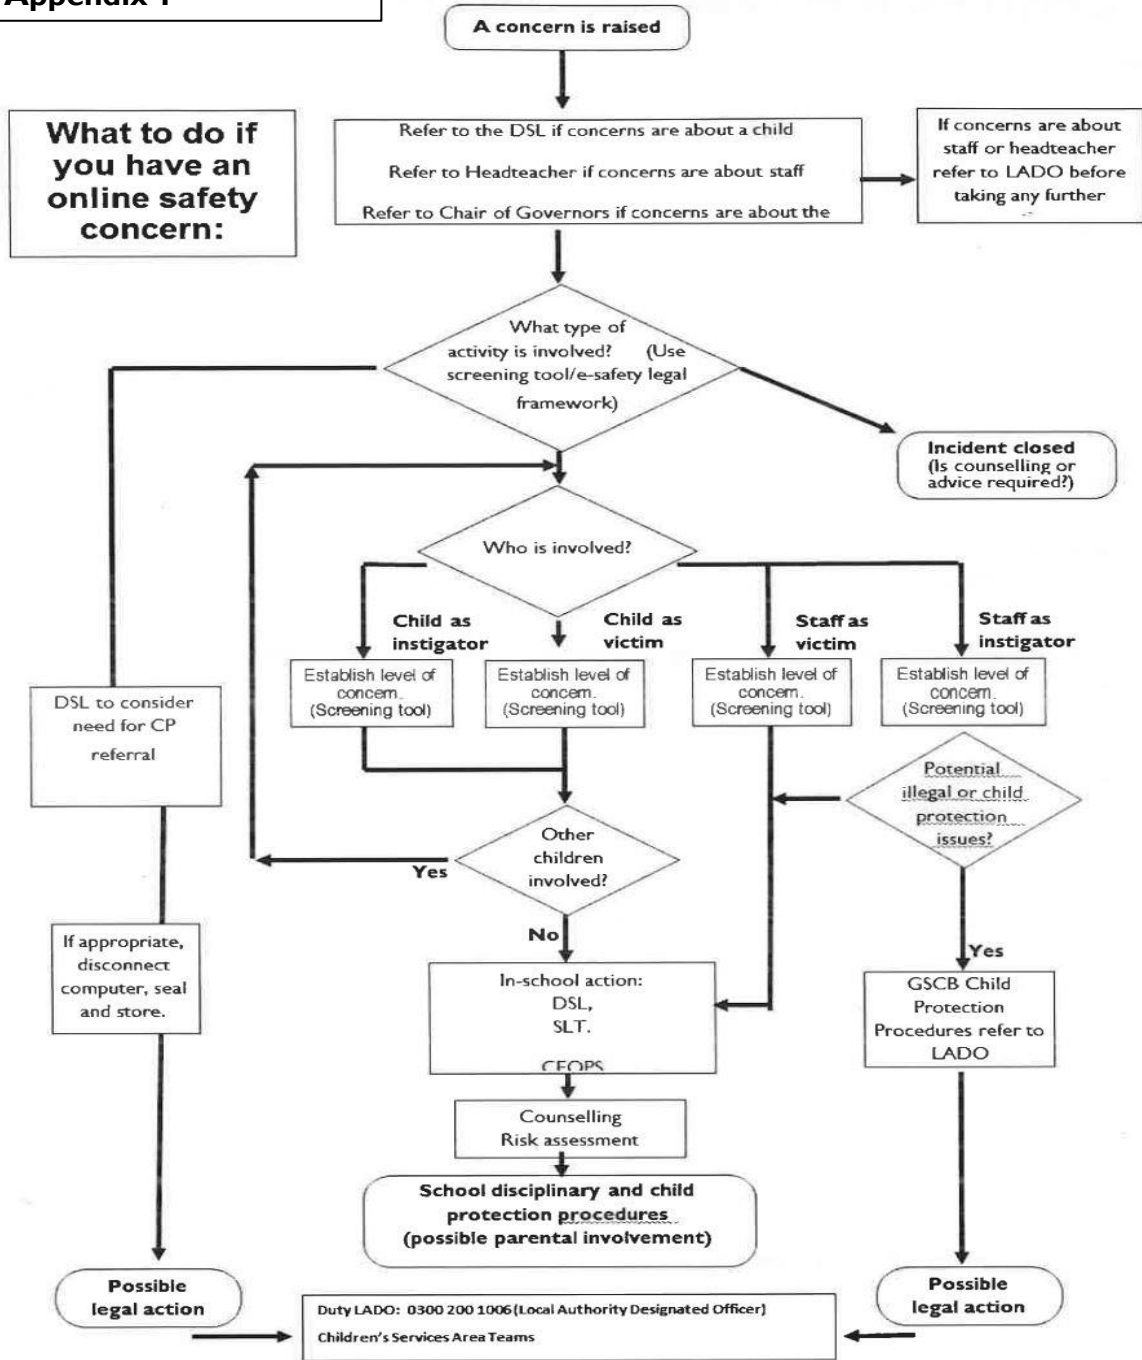 A concern is raised
What to do if
you have an
online safety
concern:
Refer to the DSL if concerns are about a child
Refer to Headteacher if concerns are about staff
Refer to Chair of Governors if concerns are about the
If concerns are about
staff or headteacher
refer to LADO before
taking any further
What type of
activity is involved? (Use
screening tool/e-safety legal
framework)
Incident closed
(Is counselling or
advice required?)
Who is involved?
Child as
instigator
Child as
victim
Staff as
victim
Staff as
instigator
Establish level of
concern.
(Screening tool)
Establish level of
concern.
(Screening tool)
Establish level of
concern.
(Screening tool)
Establish level of
concern.
(Screening tool)
DSL to consider
need for CP
referral
Potential
illegal or child
protection
issues?
Other
children
involved?
Yes
No
Yes
If appropriate,
disconnect
computer, seal
and store.
In-school action:
DSL,
SLT.
CEOPS
GSCB Child
Protection
Procedures refer to
LADO
Counselling
Risk assessment
School disciplinary and child
protection procedures
(possible parental involvement)
Possible
legal action
Possible
legal action
Duty LADO: 0300 200 1006 (Local Authority Designated Officer)
Children's Services Area Teams